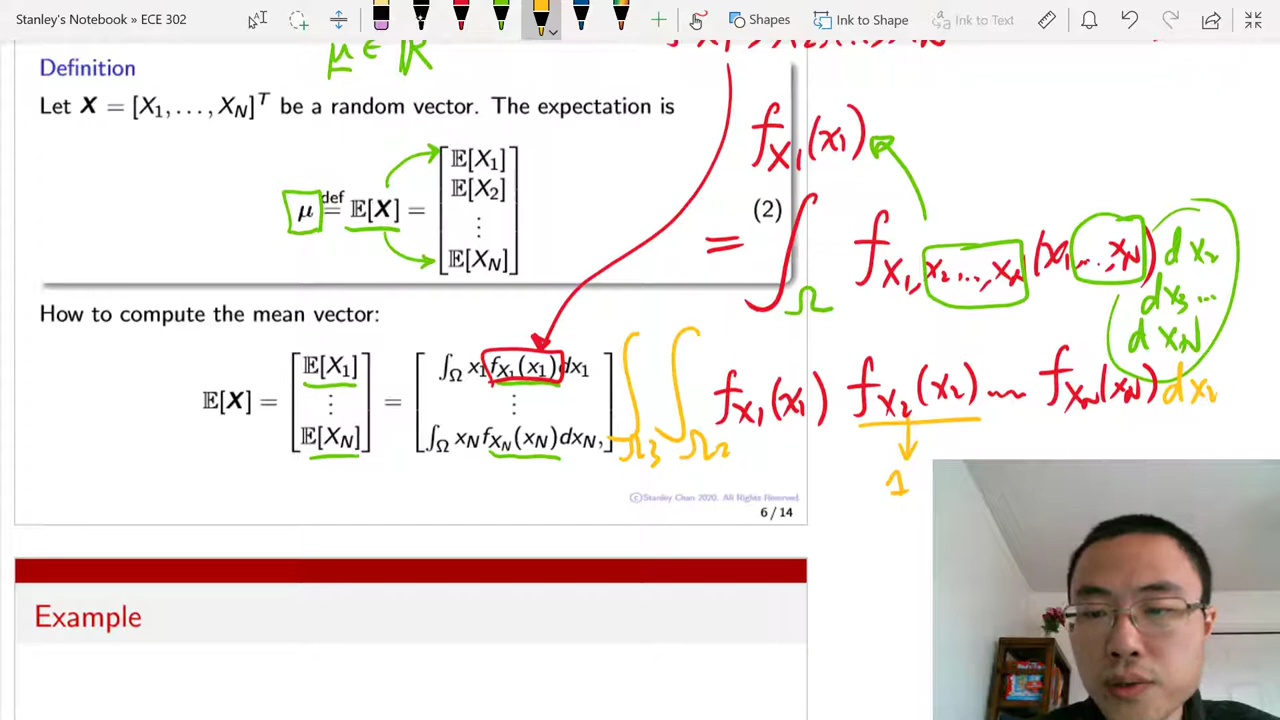 Stanley's Notebook » ECE 302
Shapes
Ink to Shape
Ink to Text
μ ∈ ℝ
Definition
Let X = [X₁, . . . , X_N]^T be a random vector. The expectation is
μ def= 𝔼[X] = [𝔼[X₁] 𝔼[X₂] ⋮ 𝔼[X_N]] (2)
f_X₁(x₁)
= ∫_Ω f_X₁,X₂,...,X_N (x₁,...,x_N) dx₂ dx₃ ... dx_N
How to compute the mean vector:
𝔼[X] = [𝔼[X₁] ⋮ 𝔼[X_N]] = [∫_Ω x₁f_X₁(x₁)dx₁ ⋮ ∫_Ω x_N f_X_N(x_N)dx_N,]
∫_Ω₃ ∫_Ω₂ f_X₁(x₁) f_X₂(x₂) ... f_X_N(x_N) dx₂
1
©Stanley Chan 2020. All Rights Reserved.
6 / 14
Example